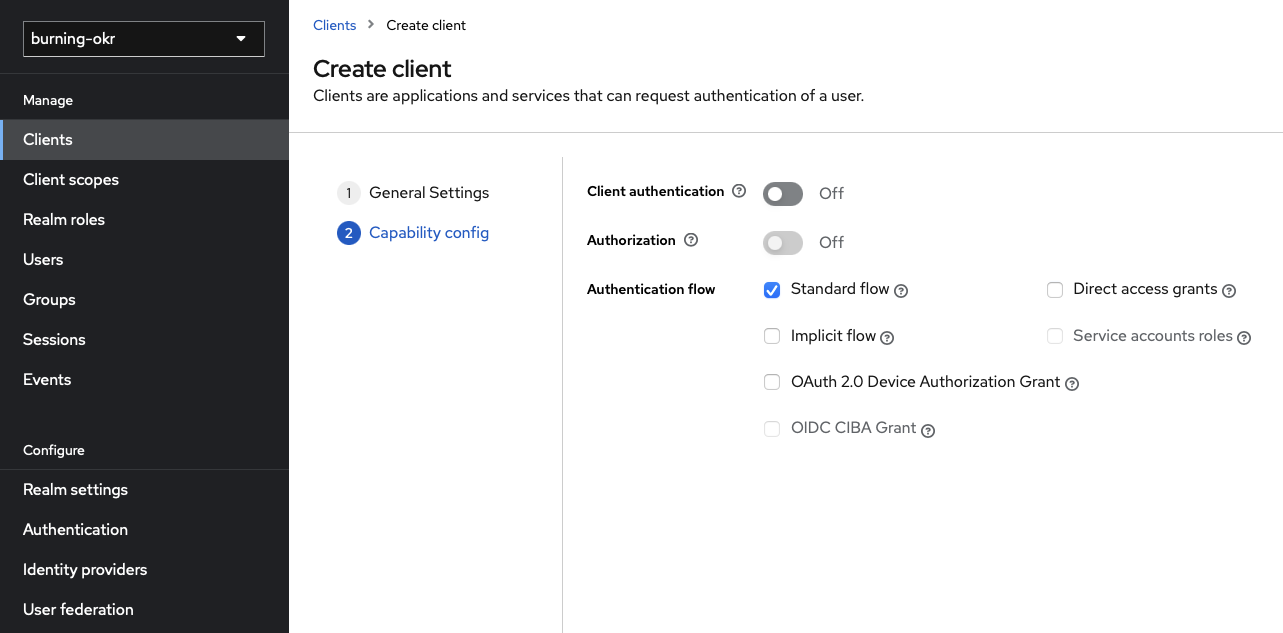 burning-okr
Manage
Clients
Client scopes
Realm roles
Users
Groups
Sessions
Events
Configure
Realm settings
Authentication
Identity providers
User federation
Clients > Create client
Create client
Clients are applications and services that can request authentication of a user.
1 General Settings
2 Capability config
Client authentication ? Off
Authorization ? Off
Authentication flow
Standard flow ? Direct access grants ?
Implicit flow ? Service accounts roles ?
OAuth 2.0 Device Authorization Grant ?
OIDC CIBA Grant ?